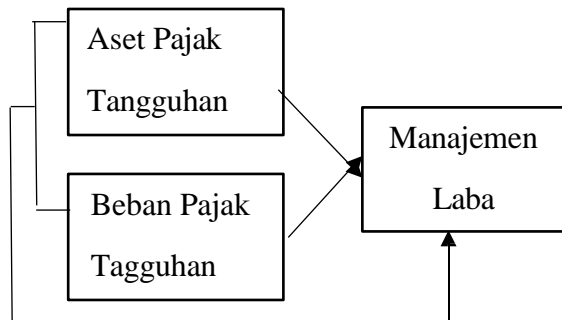 Aset Pajak
Tangguhan
Manajemen
Laba
Beban Pajak
Tagguhan